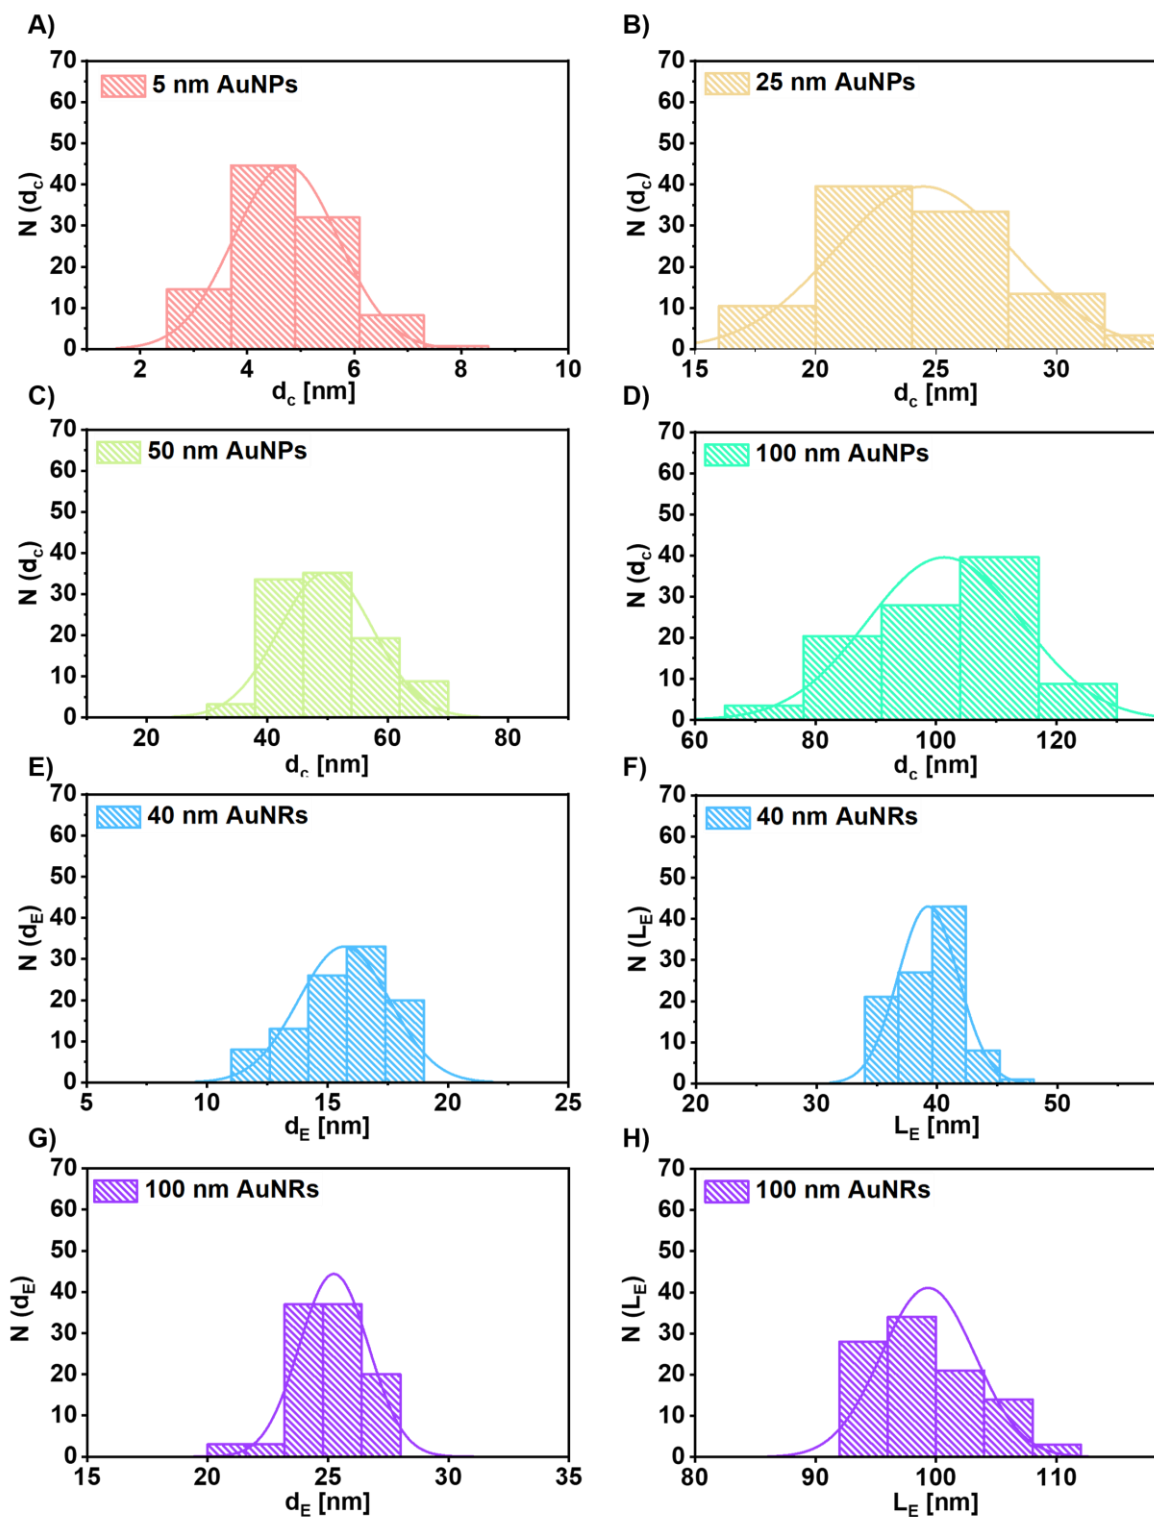 A)
70
60
50
40
30
20
10
0
N (dc)
5 nm AuNPs
2 4 6 8 10
dc [nm]
B)
70
60
50
40
30
20
10
0
N (dc)
25 nm AuNPs
15 20 25 30
dc [nm]
C)
70
60
50
40
30
20
10
0
N (dc)
50 nm AuNPs
20 40 60 80
dc [nm]
D)
70
60
50
40
30
20
10
0
N (dc)
100 nm AuNPs
60 80 100 120
dc [nm]
E)
70
60
50
40
30
20
10
0
N (dE)
40 nm AuNRs
5 10 15 20 25
dE [nm]
F)
70
60
50
40
30
20
10
0
N (LE)
40 nm AuNRs
20 30 40 50
LE [nm]
G)
70
60
50
40
30
20
10
0
N (dE)
100 nm AuNRs
15 20 25 30 35
dE [nm]
H)
70
60
50
40
30
20
10
0
N (LE)
100 nm AuNRs
80 90 100 110
LE [nm]